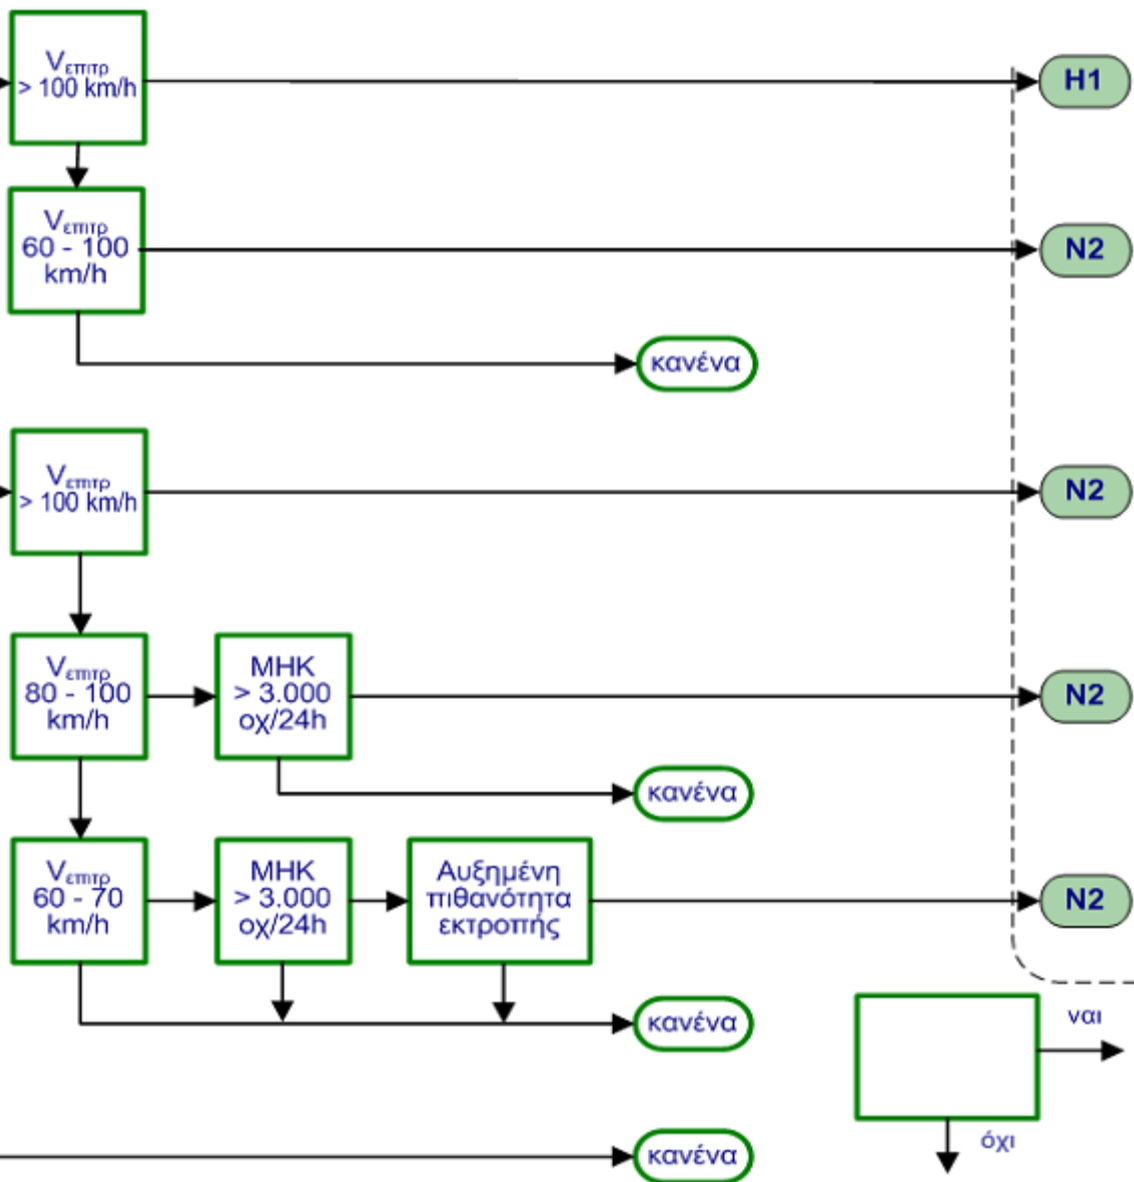 Vεπιτρ
> 100 km/h
H1
Vεπιτρ
60 - 100
km/h
N2
κανένα
Vεπιτρ
> 100 km/h
N2
Vεπιτρ
80 - 100
km/h
ΜΗΚ
> 3.000
οχ/24h
N2
κανένα
Vεπιτρ
60 - 70
km/h
ΜΗΚ
> 3.000
οχ/24h
Αυξημένη
πιθανότητα
εκτροπής
N2
κανένα
ναι
όχι
κανένα